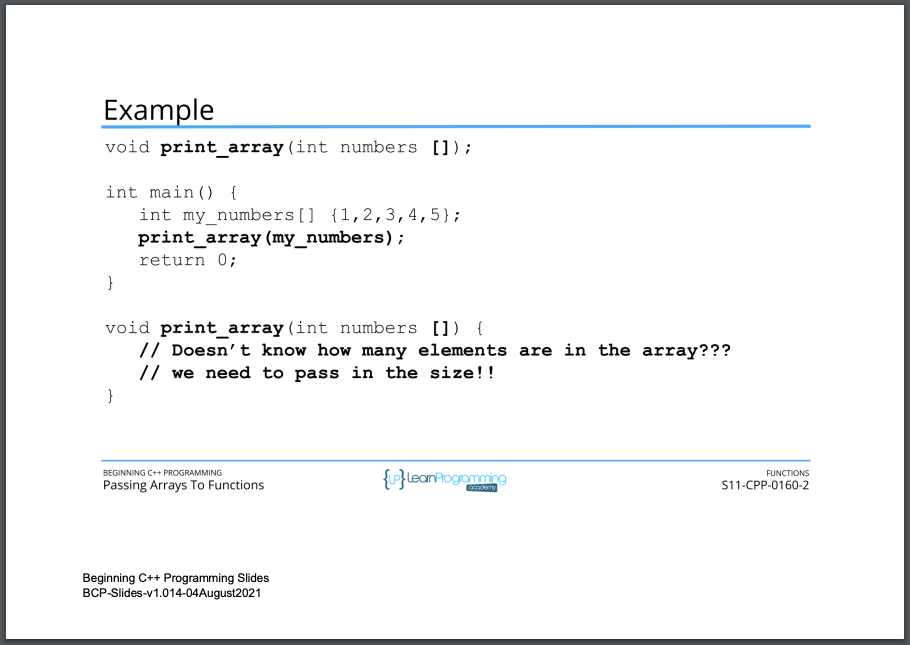 Example
void print_array(int numbers []);
int main() {
int my_numbers[] {1,2,3,4,5};
print_array(my_numbers);
return 0;
}
void print_array(int numbers []) {
// Doesn’t know how many elements are in the array???
// we need to pass in the size!!
}
BEGINNING C++ PROGRAMMING
Passing Arrays To Functions
{LP}LearnProgramming
academy
FUNCTIONS
S11-CPP-0160-2
Beginning C++ Programming Slides
BCP-Slides-v1.014-04August2021